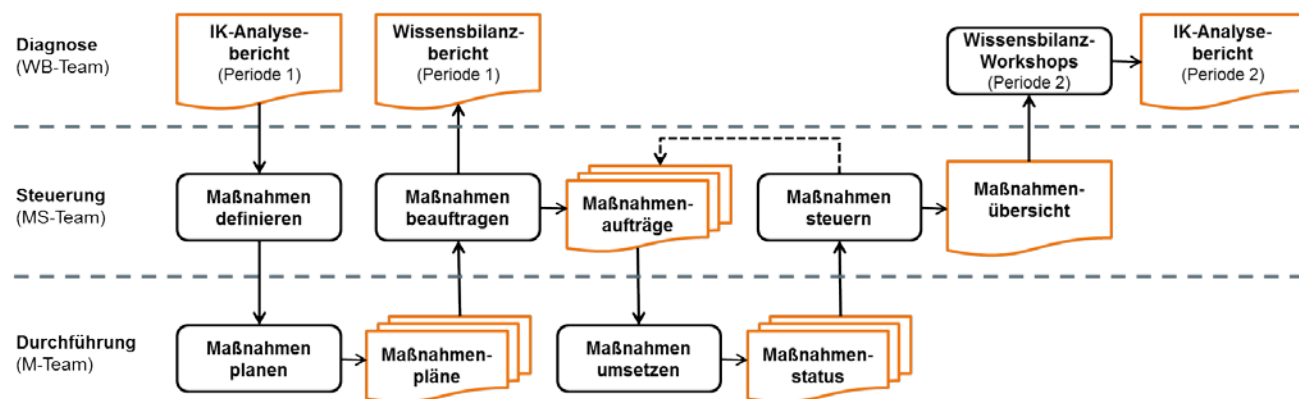 Diagnose
(WB-Team)
IK-Analyse-
bericht
(Periode 1)
Wissensbilanz-
bericht
(Periode 1)
Wissensbilanz-
Workshops
(Periode 2)
IK-Analyse-
bericht
(Periode 2)
Steuerung
(MS-Team)
Maßnahmen
definieren
Maßnahmen
beauftragen
Maßnahmen-
aufträge
Maßnahmen
steuern
Maßnahmen-
übersicht
Durchführung
(M-Team)
Maßnahmen
planen
Maßnahmen-
pläne
Maßnahmen
umsetzen
Maßnahmen-
status